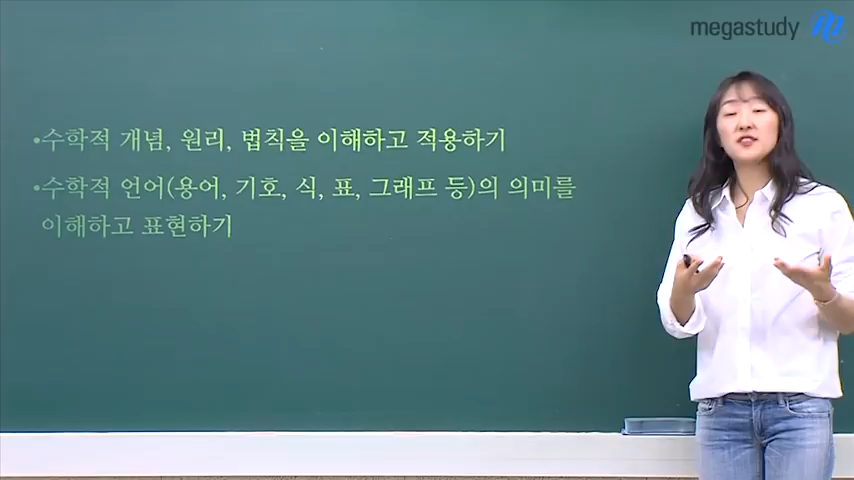 megastudy
•수학적 개념, 원리, 법칙을 이해하고 적용하기
•수학적 언어(용어, 기호, 식, 표, 그래프 등)의 의미를
이해하고 표현하기